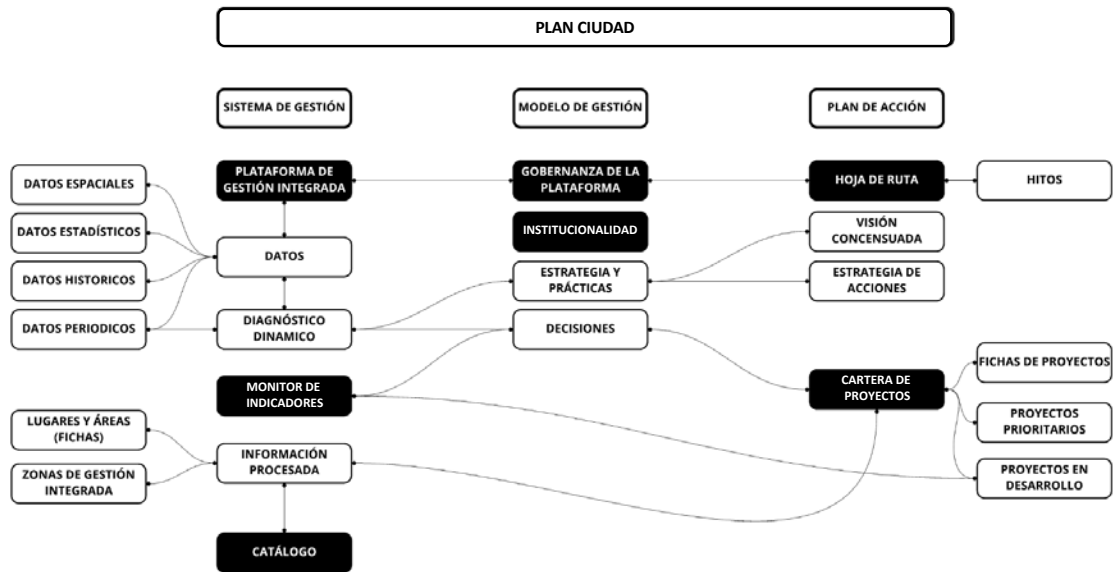 PLAN CIUDAD
SISTEMA DE GESTIÓN
MODELO DE GESTIÓN
PLAN DE ACCIÓN
PLATAFORMA DE
GESTIÓN INTEGRADA
GOBERNANZA DE LA
PLATAFORMA
HOJA DE RUTA
HITOS
DATOS ESPACIALES
DATOS ESTADÍSTICOS
DATOS HISTORICOS
DATOS PERIODICOS
DATOS
INSTITUCIONALIDAD
VISIÓN
CONCENSUADA
ESTRATEGIA Y
PRÁCTICAS
ESTRATEGIA DE
ACCIONES
DIAGNÓSTICO
DINAMICO
DECISIONES
MONITOR DE
INDICADORES
CARTERA DE
PROYECTOS
FICHAS DE PROYECTOS
PROYECTOS
PRIORITARIOS
PROYECTOS EN
DESARROLLO
LUGARES Y ÁREAS
(FICHAS)
ZONAS DE GESTIÓN
INTEGRADA
INFORMACIÓN
PROCESADA
CATÁLOGO